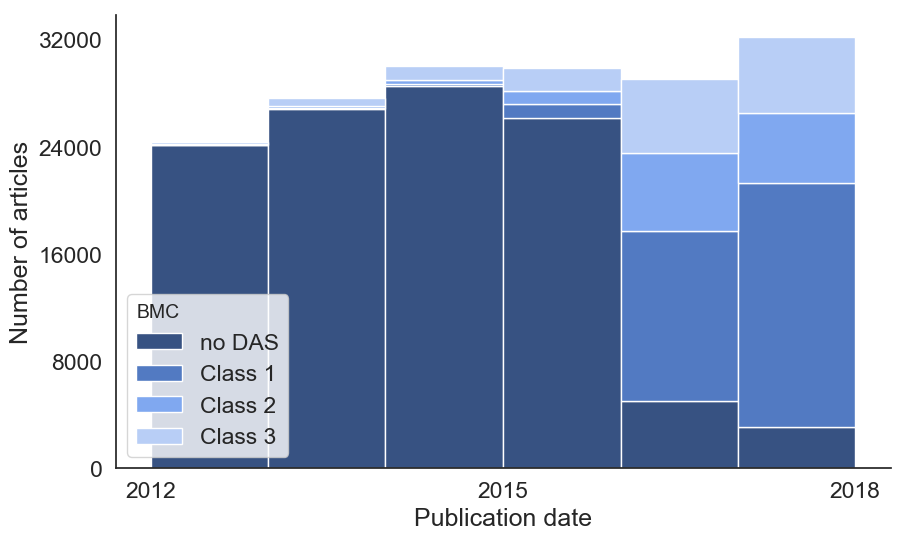 Number of articles
32000
24000
16000
8000
0
BMC
no DAS
Class 1
Class 2
Class 3
2012
2015
2018
Publication date